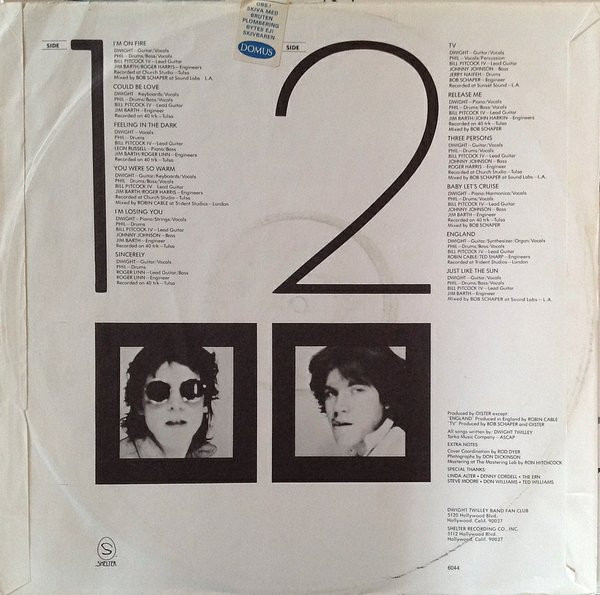 OBS!
SKIVA MED
BRUTEN
PLOMBERING
BYTES EJ!
SKIVBAREN
DOMUS
SIDE
1
I'M ON FIRE
DWIGHT - Guitar/Vocals
PHIL - Drums/Bass/Vocals
BILL PITCOCK IV - Lead Guitar
JIM BARTH/ROGER HARRIS - Engineers
Recorded at Church Studio - Tulsa
Mixed by BOB SCHAPER at Sound Labs - L.A.
COULD BE LOVE
DWIGHT - Keyboards/Vocals
PHIL - Drums/Bass/Vocals
BILL PITCOCK IV - Lead Guitar
JIM BARTH - Engineer
Recorded on 40 trk - Tulsa
FEELING IN THE DARK
DWIGHT - Vocals
PHIL - Drums
BILL PITCOCK IV - Lead Guitar
LEON RUSSELL - Piano/Bass
JIM BARTH/ROGER LINN - Engineers
Recorded on 40 trk - Tulsa
YOU WERE SO WARM
DWIGHT - Guitar/Keyboards/Vocals
PHIL - Drums/Bass/Vocals
BILL PITCOCK IV - Lead Guitar
JIM BARTH/ROGER HARRIS - Engineers
Recorded at Church Studio - Tulsa
Mixed by ROBIN CABLE at Trident Studios - London
I'M LOSING YOU
DWIGHT - Piano/Strings/Vocals
PHIL - Drums
BILL PITCOCK IV - Lead Guitar
JOHNNY JOHNSON - Bass
JIM BARTH - Engineer
Recorded on 40 trk - Tulsa
SINCERELY
DWIGHT - Guitar/Vocals
PHIL - Drums
ROGER LINN - Lead Guitar/Bass
ROGER LINN - Engineer
Recorded on 40 trk - Tulsa
SIDE
2
TV
DWIGHT - Guitar/Vocals
PHIL - Vocals/Percussion
BILL PITCOCK IV - Lead Guitar
JOHNNY JOHNSON - Bass
JERRY NAIFEH - Drums
BOB SCHAPER - Engineer
Recorded at Sunset Sound - L.A.
RELEASE ME
DWIGHT - Piano/Vocals
PHIL - Drums/Bass/Vocals
BILL PITCOCK IV - Lead Guitar
JIM BARTH/JOHN HARKIN - Engineers
Recorded on 40 trk - Tulsa
Mixed by BOB SCHAPER
THREE PERSONS
DWIGHT - Guitar/Vocals
PHIL - Drums/Vocals
BILL PITCOCK IV - Lead Guitar
JOHNNY JOHNSON - Bass
ROGER HARRIS - Engineer
Recorded at Church Studio - Tulsa
Mixed by BOB SCHAPER at Sound Labs - L.A.
BABY LET'S CRUISE
DWIGHT - Piano/Harmonica/Vocals
PHIL - Drums/Vocals
BILL PITCOCK IV - Lead Guitar
JOHNNY JOHNSON - Bass
JIM BARTH - Engineer
Recorded on 40 trk - Tulsa
Mixed by BOB SCHAPER
ENGLAND
DWIGHT - Guitar/Synthesizer/Organ/Vocals
PHIL - Drums/Bass/Vocals
BILL PITCOCK IV - Lead Guitar
ROBIN CABLE/TED SHARP - Engineers
Recorded at Trident Studios - London
JUST LIKE THE SUN
DWIGHT - Guitar/Vocals
PHIL - Drums/Bass/Vocals
BILL PITCOCK IV - Lead Guitar
JIM BARTH - Engineer
Mixed by BOB SCHAPER at Sound Labs - L.A.
Produced by OISTER except:
"ENGLAND" Produced in England by ROBIN CABLE
"TV" Produced by BOB SCHAPER and OISTER
All songs written by: DWIGHT TWILLEY
Tarka Music Company - ASCAP
EXTRA NOTES
Cover Coordination by ROD DYER
Photographs by DON DICKINSON
Mastering at The Mastering Lab by RON HITCHCOCK
SPECIAL THANKS:
LINDA ALTER • DENNY CORDELL • THE ERN
STEVE MOORE • DON WILLIAMS • TED WILLIAMS
DWIGHT TWILLEY BAND FAN CLUB
5120 Hollywood Blvd.
Hollywood, Calif. 90027
SHELTER RECORDING CO., INC.
5112 Hollywood Blvd.
Hollywood, Calif. 90027
6044
S
SHELTER